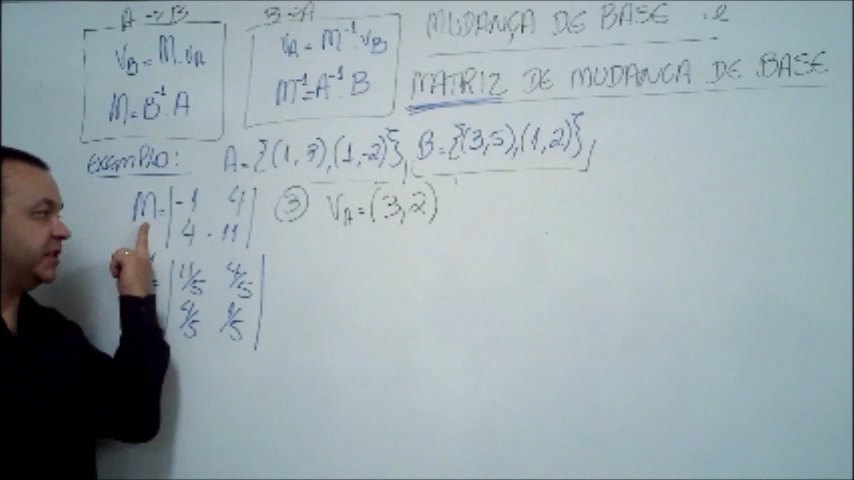 A → B
V_B = M . V_A
M = B⁻¹ A
B → A
V_A = M⁻¹ . V_B
M⁻¹ = A⁻¹ . B
MUDANÇA DE BASE e
MATRIZ DE MUDANCA DE BASE
EXEMPLO: A = {(1, 3), (1, -2)}, B = {(3, 5), (1, 2)},
M = | -1 4 |
| 4 -11 |
③ V_A = (3, 2)
= | 11/5 4/5 |
| 4/5 1/5 |